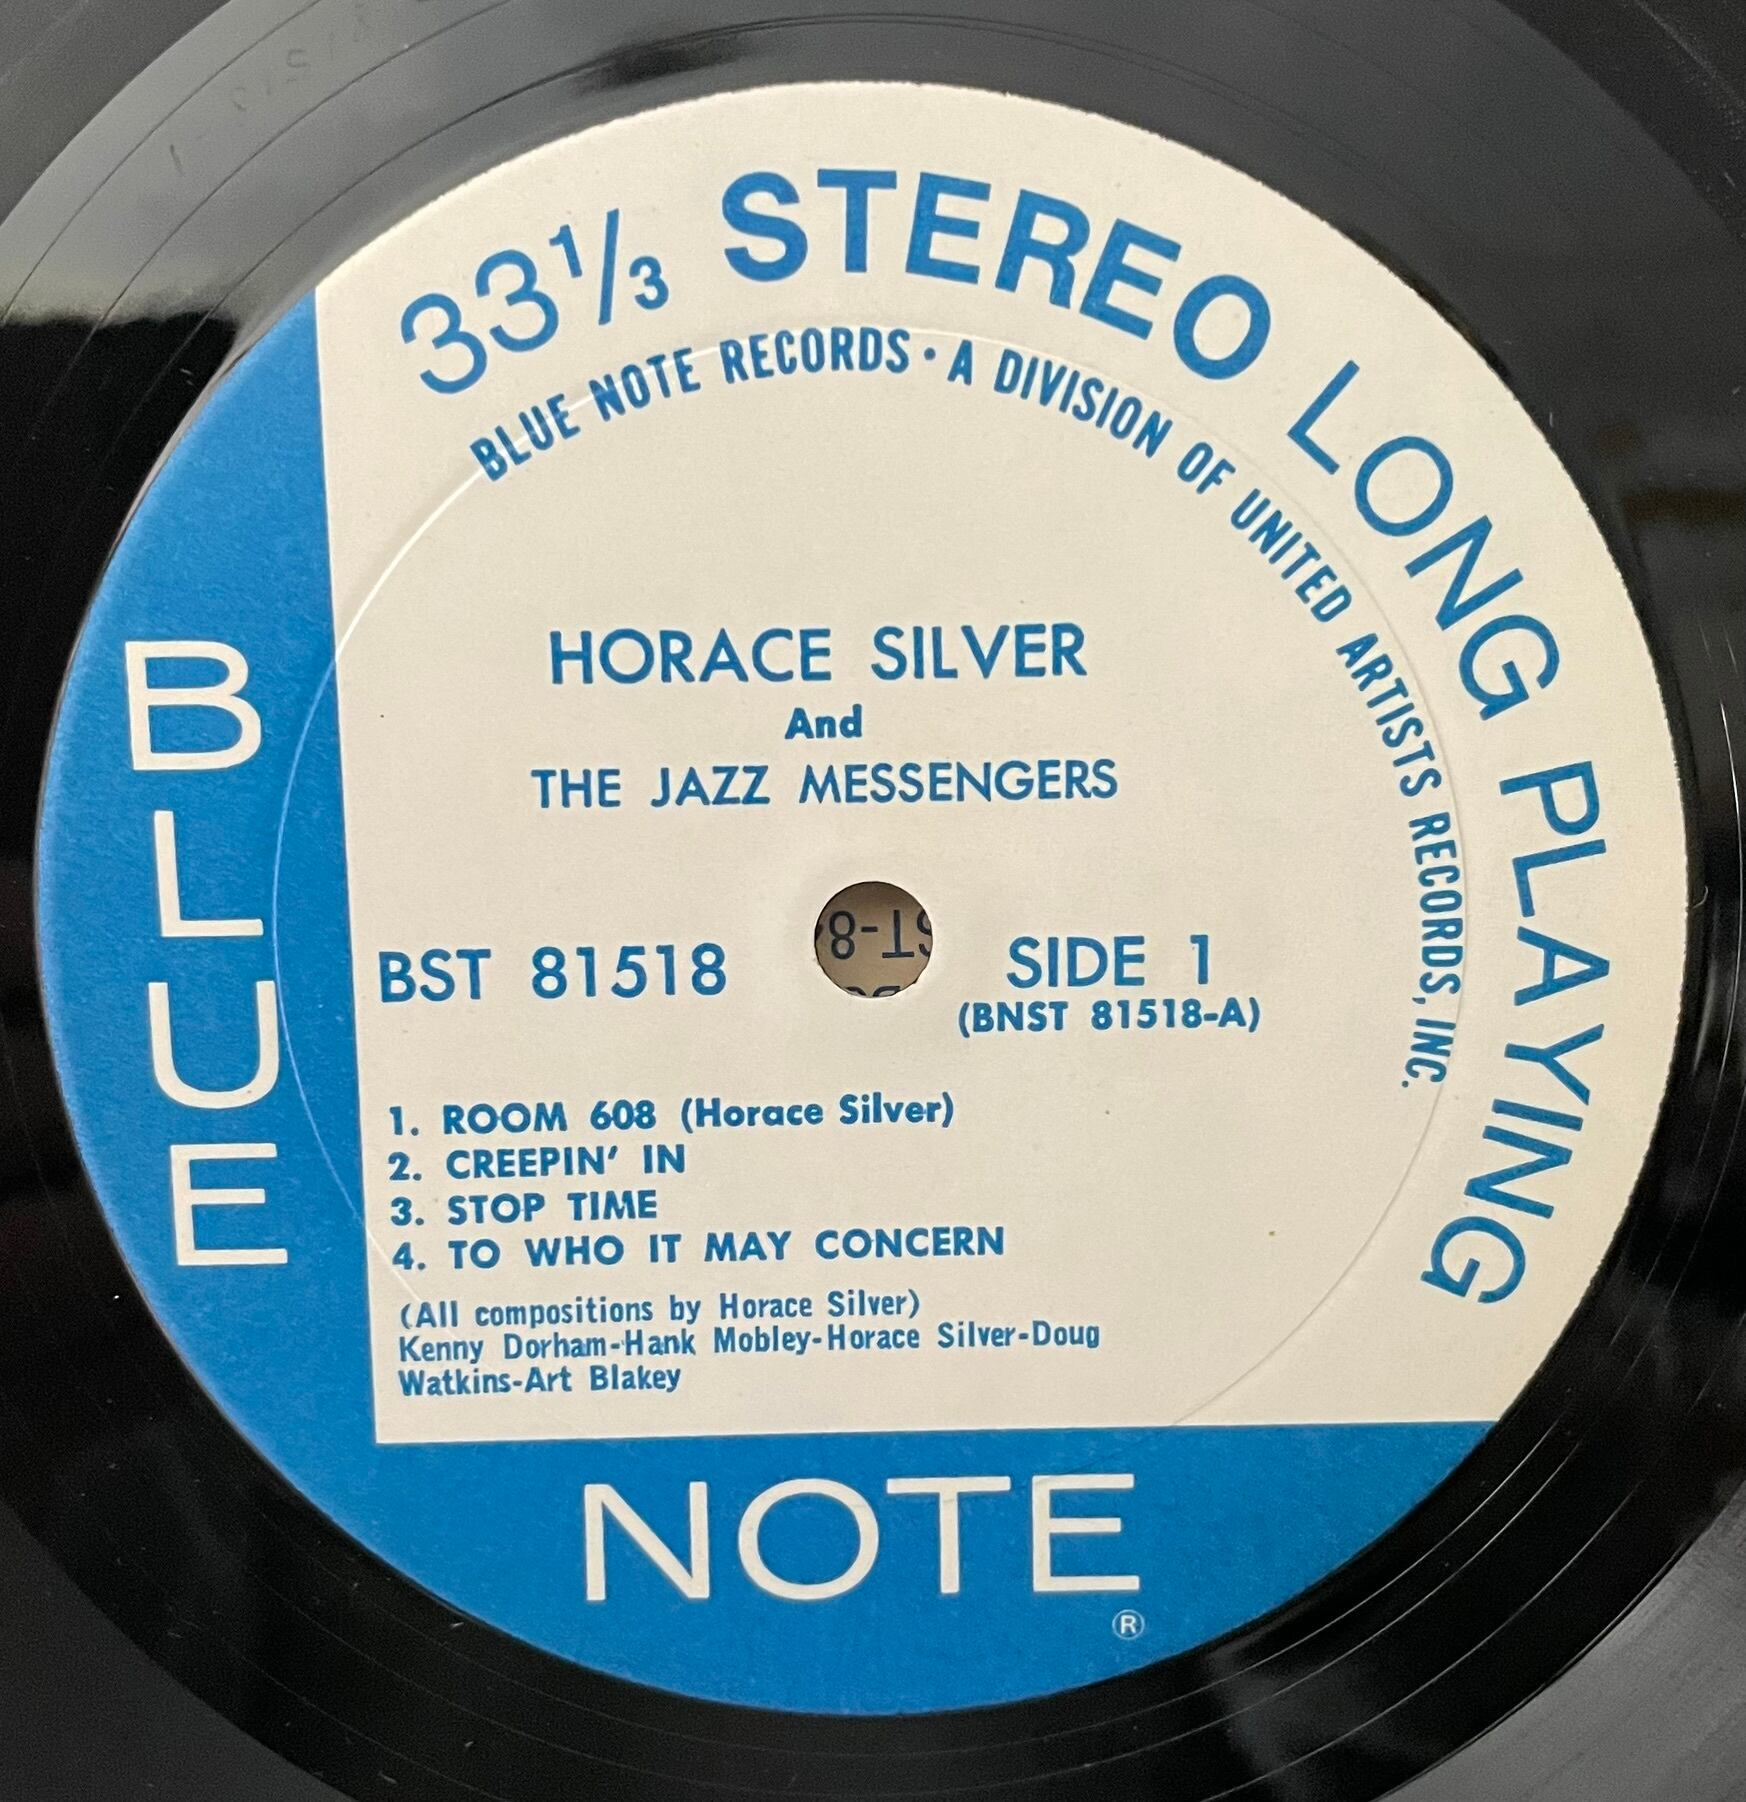 33⅓ STEREO LONG PLAYING
BLUE NOTE RECORDS • A DIVISION OF UNITED ARTISTS RECORDS, INC.
HORACE SILVER
And
THE JAZZ MESSENGERS
BST 81518
SIDE 1
(BNST 81518-A)
1. ROOM 608 (Horace Silver)
2. CREEPIN' IN
3. STOP TIME
4. TO WHO IT MAY CONCERN
(All compositions by Horace Silver)
Kenny Dorham-Hank Mobley-Horace Silver-Doug
Watkins-Art Blakey
BLUE
NOTE
®